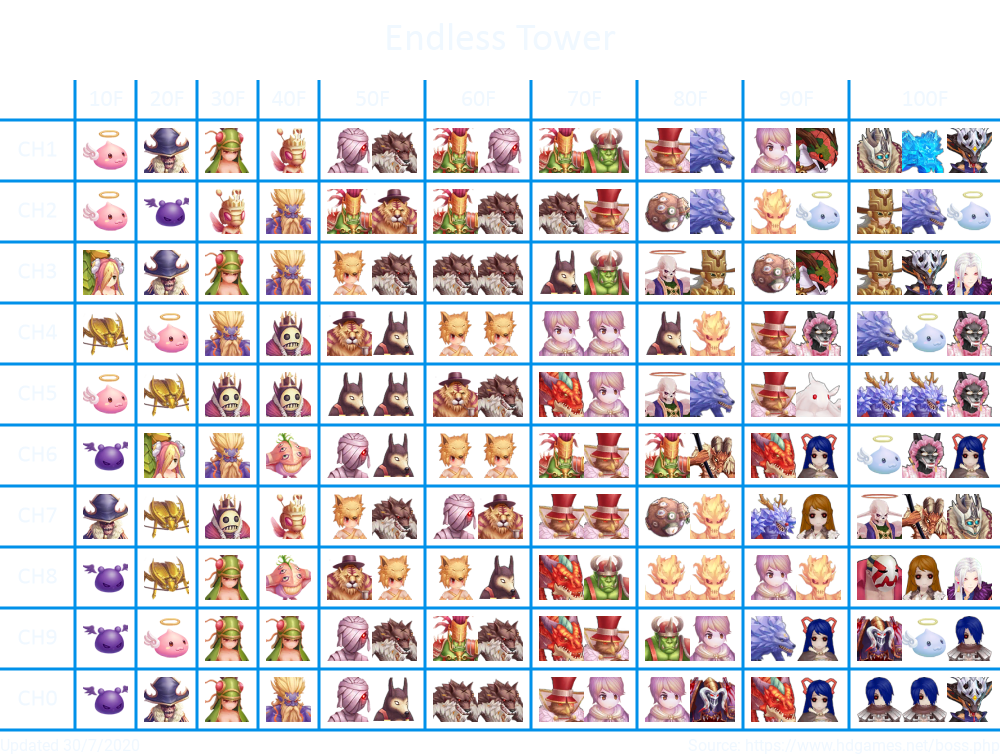 Endless Tower
10F 20F 30F 40F 50F 60F 70F 80F 90F 100F
CH1
CH2
CH3
CH4
CH5
CH6
CH7
CH8
CH9
CH0
Updated 30/7/2020
Source: https://www.hdgames.net/boss.php